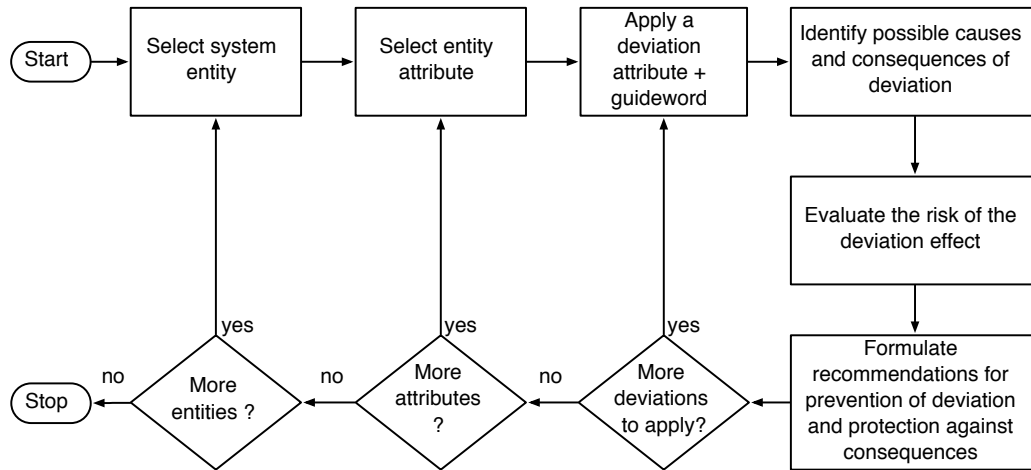 Start
Select system
entity
Select entity
attribute
Apply a
deviation
attribute +
guideword
Identify possible causes
and consequences of
deviation
Evaluate the risk of the
deviation effect
Formulate
recommendations for
prevention of deviation
and protection against
consequences
yes
More
deviations
to apply?
no
yes
More
attributes
?
no
yes
More
entities ?
no
Stop